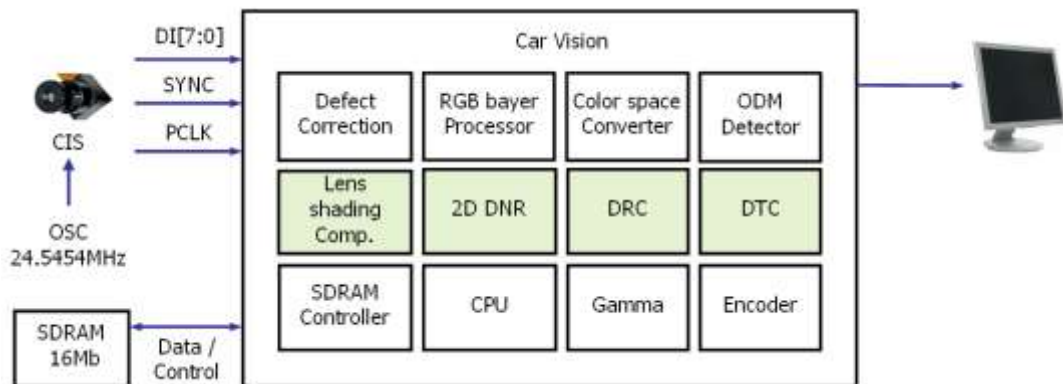 DI[7:0]
SYNC
PCLK
CIS
OSC
24.5454MHz
SDRAM
16Mb
Data /
Control
Car Vision
Defect
Correction
RGB bayer
Processor
Color space
Converter
ODM
Detector
Lens
shading
Comp.
2D DNR
DRC
DTC
SDRAM
Controller
CPU
Gamma
Encoder